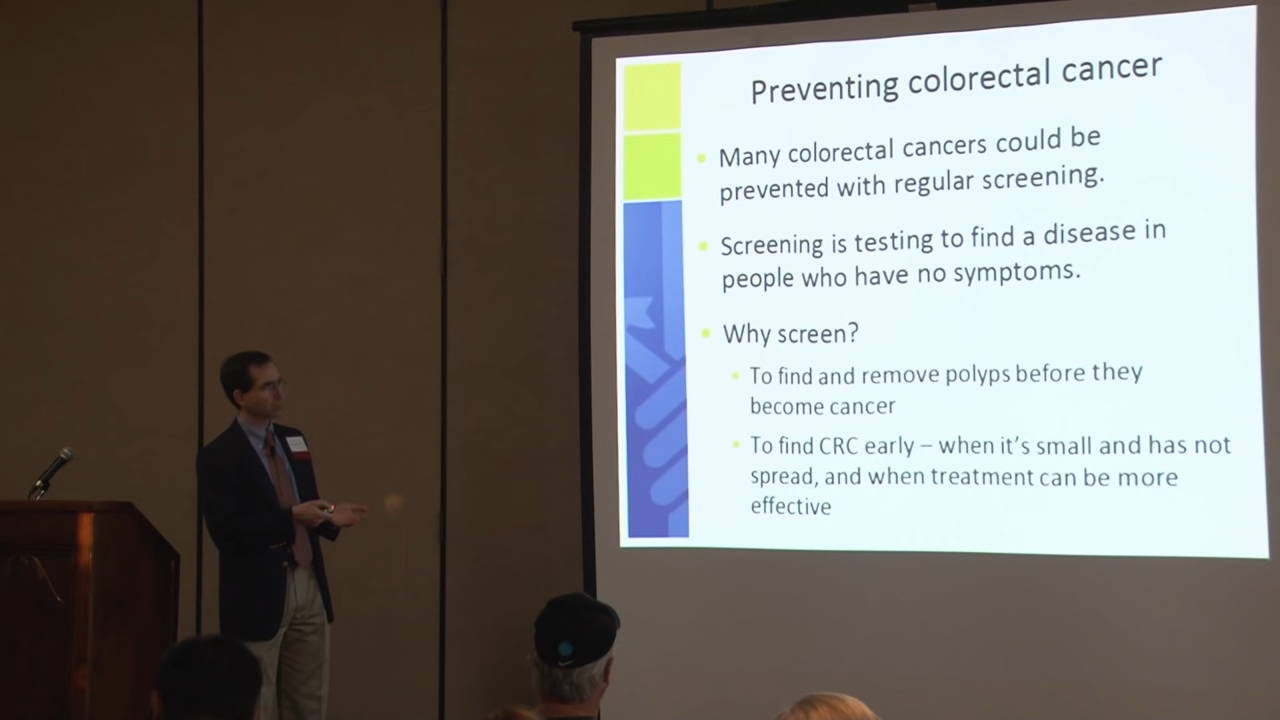 Preventing colorectal cancer
Many colorectal cancers could be
prevented with regular screening.
Screening is testing to find a disease in
people who have no symptoms.
Why screen?
To find and remove polyps before they
become cancer
To find CRC early – when it's small and has not
spread, and when treatment can be more
effective